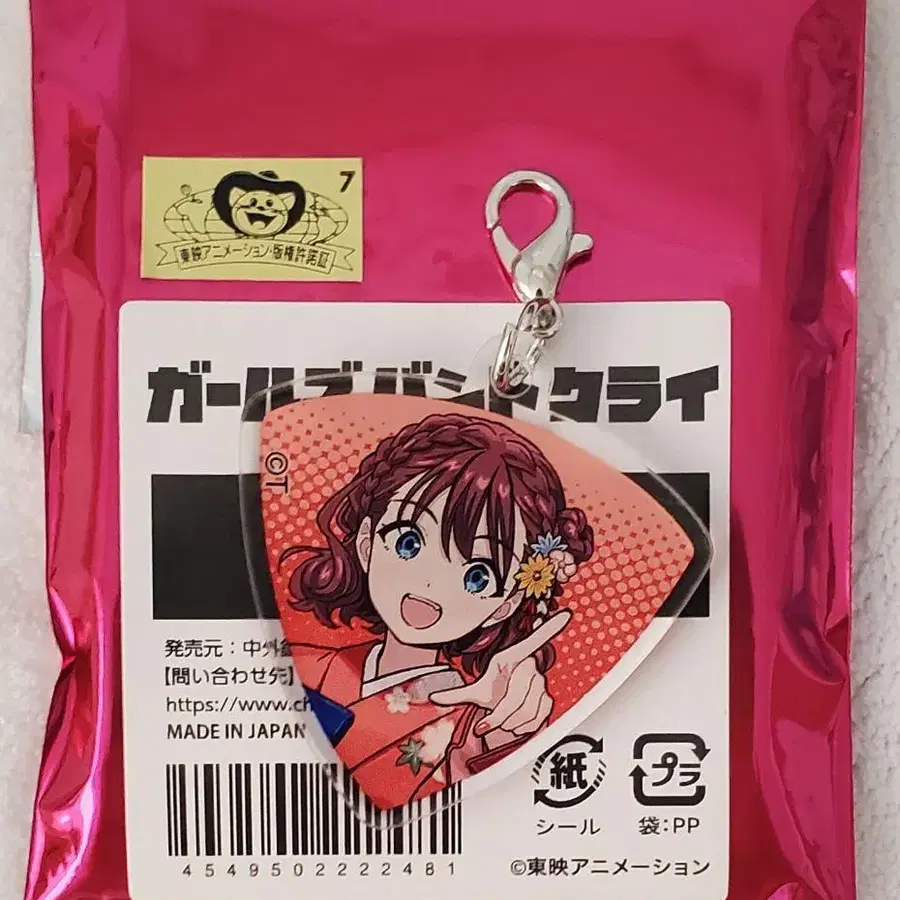 7
東映アニメーション・版権許諾証
ガールズバンドクライ
©T
発売元：中外
【問い合わせ先】
https://www.ch
MADE IN JAPAN
紙
プラ
シール
袋：PP
4549502222481
©東映アニメーション